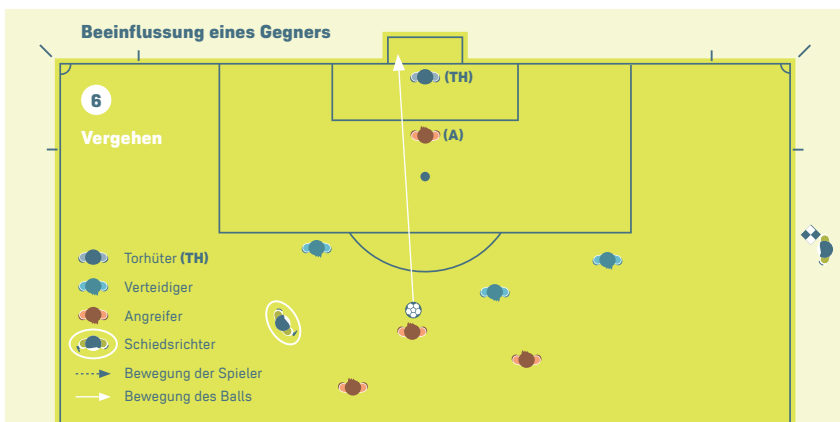 Beeinflussung eines Gegners
(TH)
6
(A)
Vergehen
Torhüter (TH)
Verteidiger
Angreifer
Schiedsrichter
Bewegung der Spieler
Bewegung des Balls